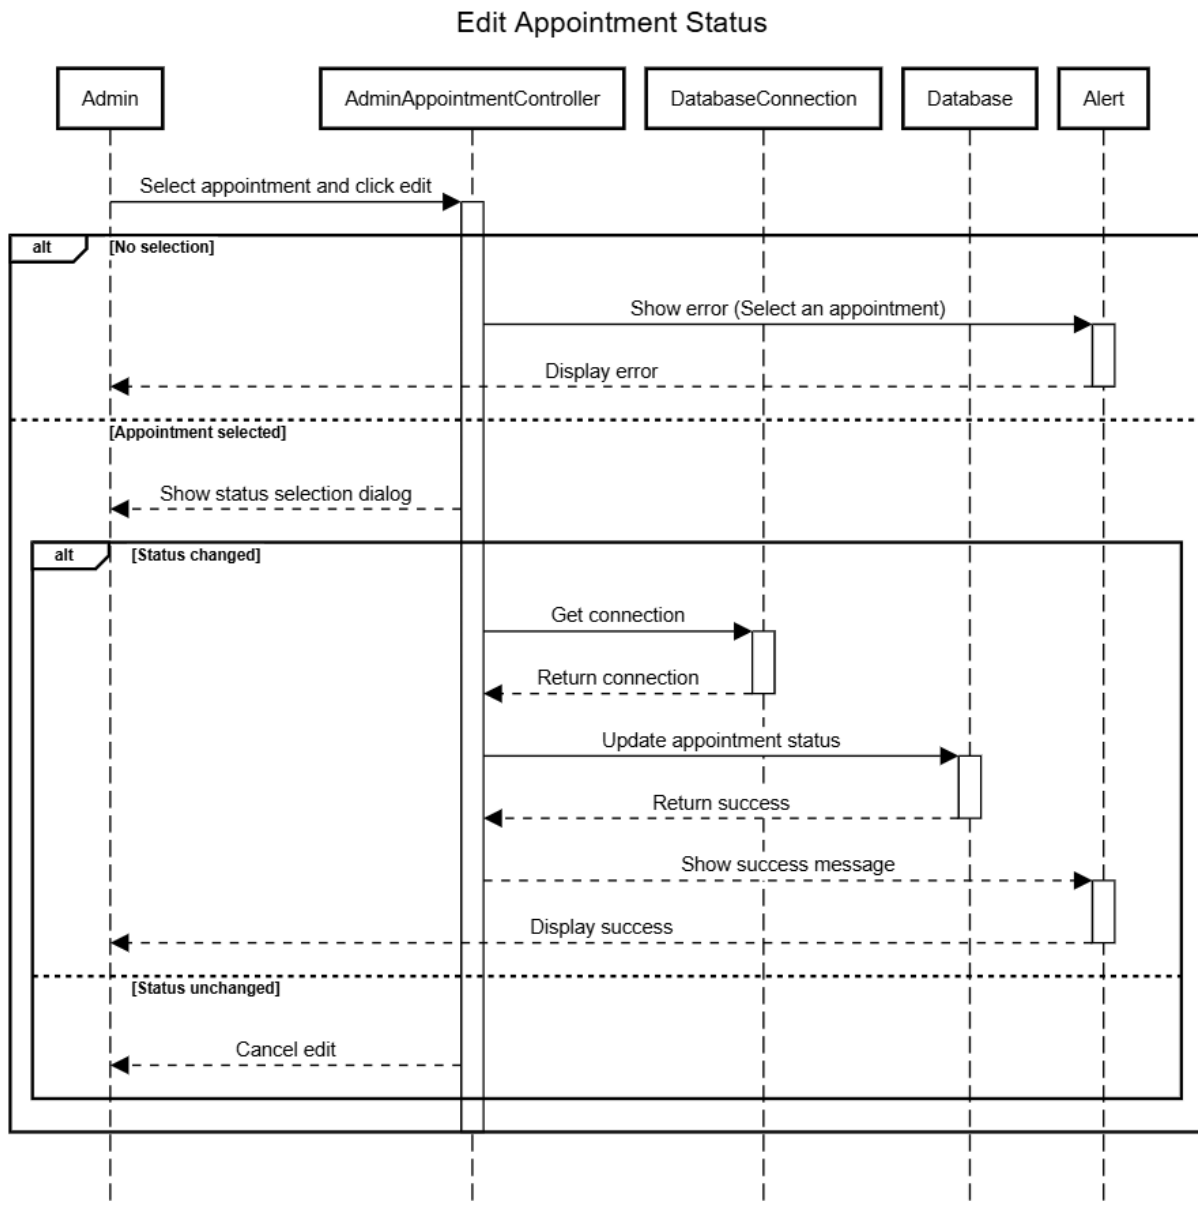 Edit Appointment Status
Admin
AdminAppointmentController
DatabaseConnection
Database
Alert
Select appointment and click edit
alt
[No selection]
Show error (Select an appointment)
Display error
[Appointment selected]
Show status selection dialog
alt
[Status changed]
Get connection
Return connection
Update appointment status
Return success
Show success message
Display success
[Status unchanged]
Cancel edit